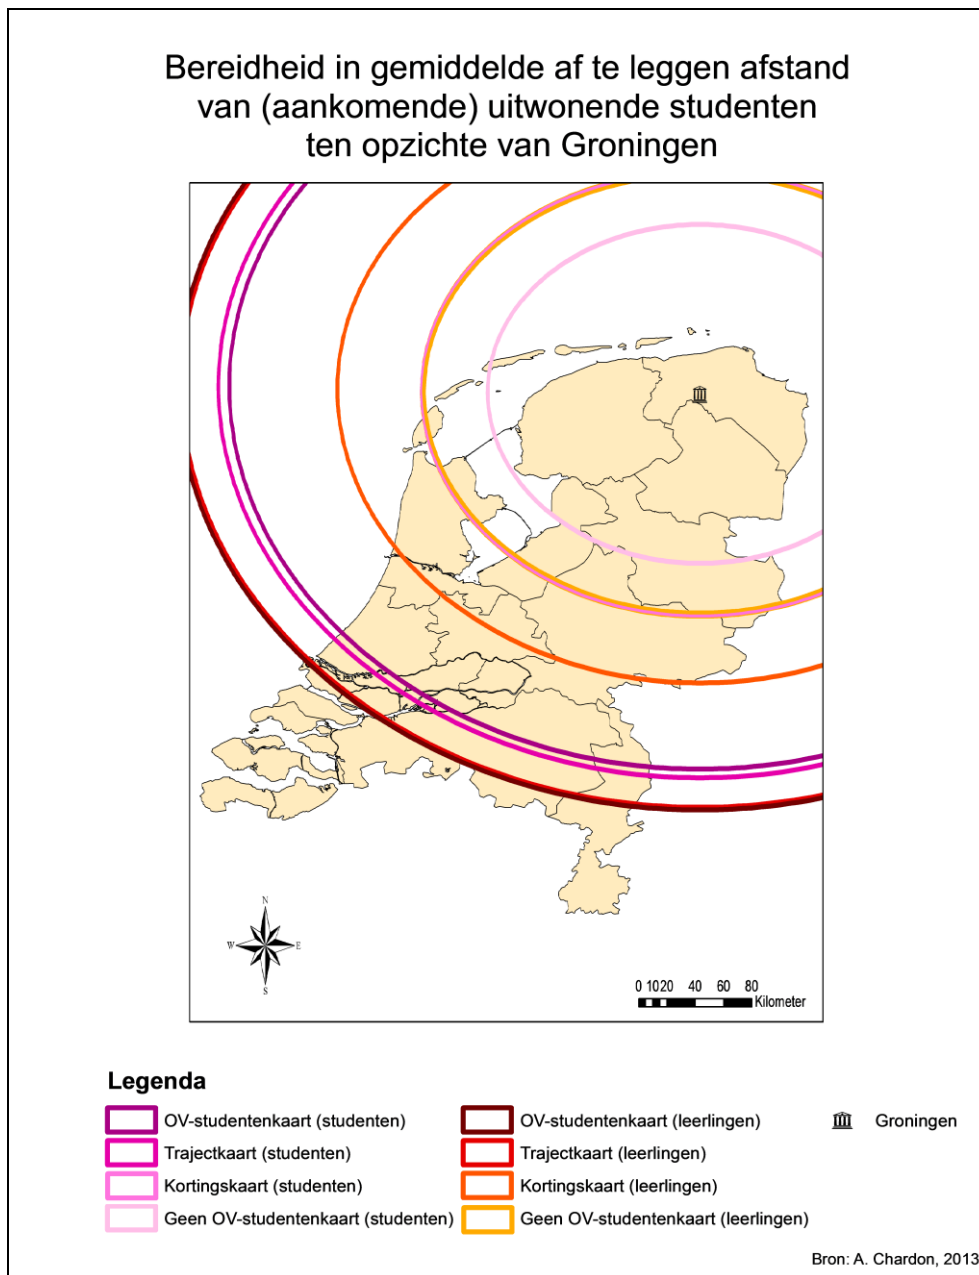 Bereidheid in gemiddelde af te leggen afstand
van (aankomende) uitwonende studenten
ten opzichte van Groningen
N
W E
S
0 10 20 40 60 80
Kilometer
Legenda
OV-studentenkaart (studenten)
Trajectkaart (studenten)
Kortingskaart (studenten)
Geen OV-studentenkaart (studenten)
OV-studentenkaart (leerlingen)
Trajectkaart (leerlingen)
Kortingskaart (leerlingen)
Geen OV-studentenkaart (leerlingen)
Groningen
Bron: A. Chardon, 2013